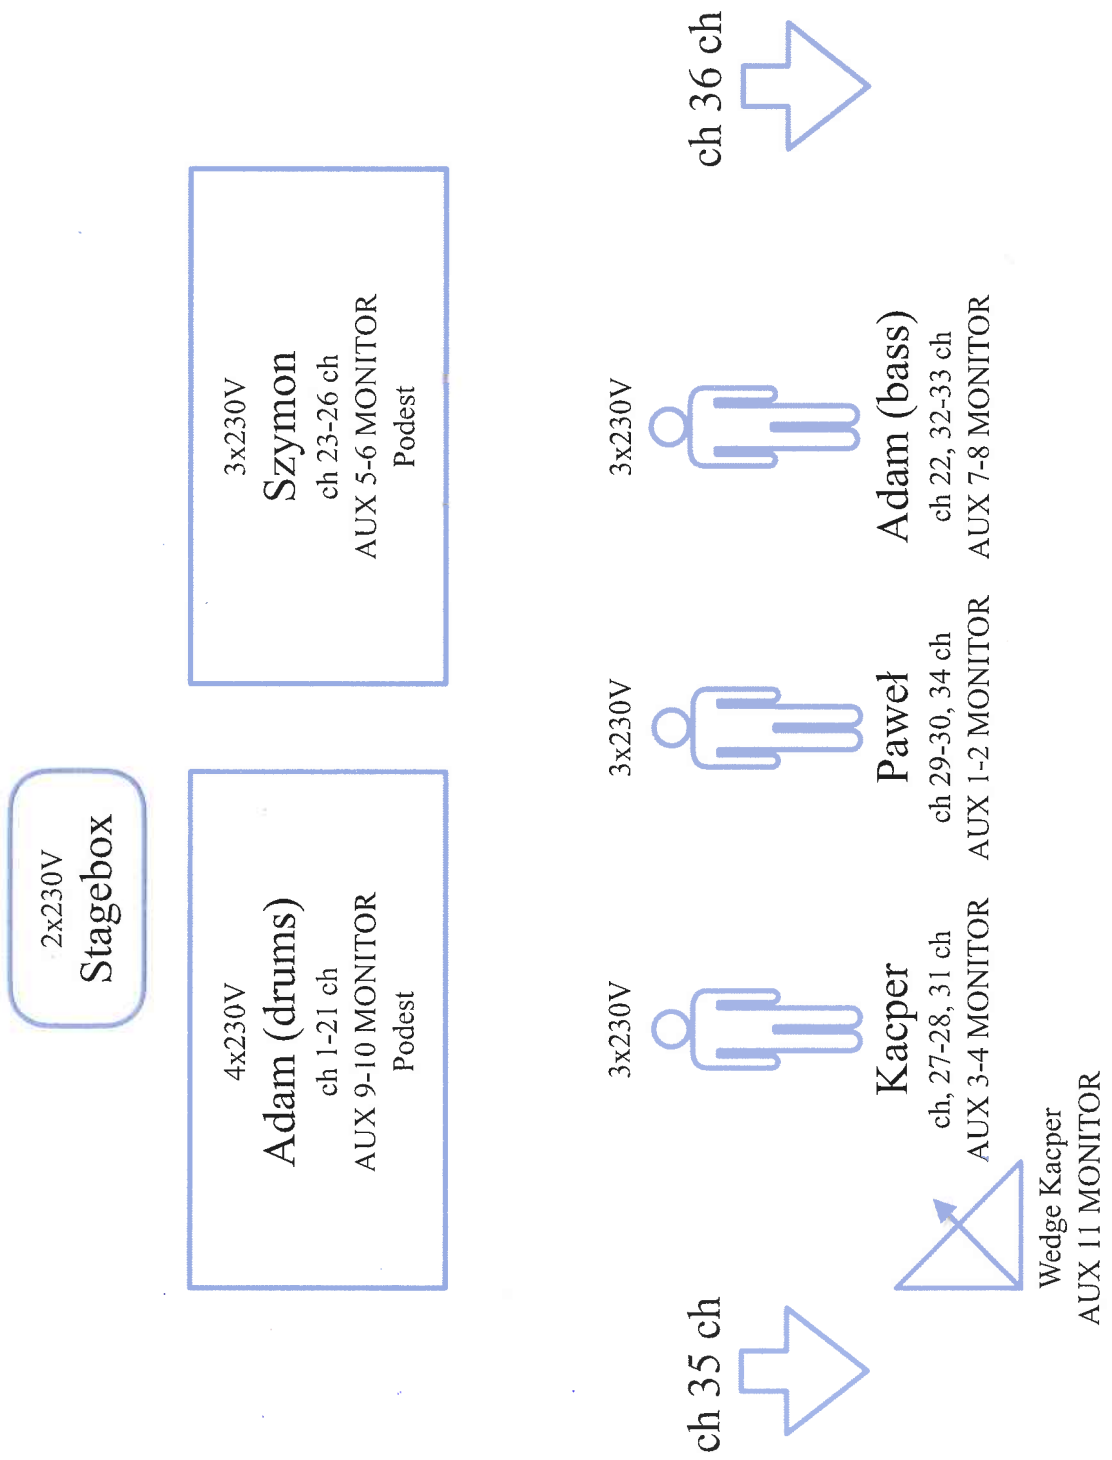 2x230V
Stagebox
4x230V
Adam (drums)
ch 1-21 ch
AUX 9-10 MONITOR
Podest
3x230V
Szymon
ch 23-26 ch
AUX 5-6 MONITOR
Podest
ch 35 ch
3x230V
Kacper
ch, 27-28, 31 ch
AUX 3-4 MONITOR
3x230V
Paweł
ch 29-30, 34 ch
AUX 1-2 MONITOR
3x230V
Adam (bass)
ch 22, 32-33 ch
AUX 7-8 MONITOR
ch 36 ch
Wedge Kacper
AUX 11 MONITOR